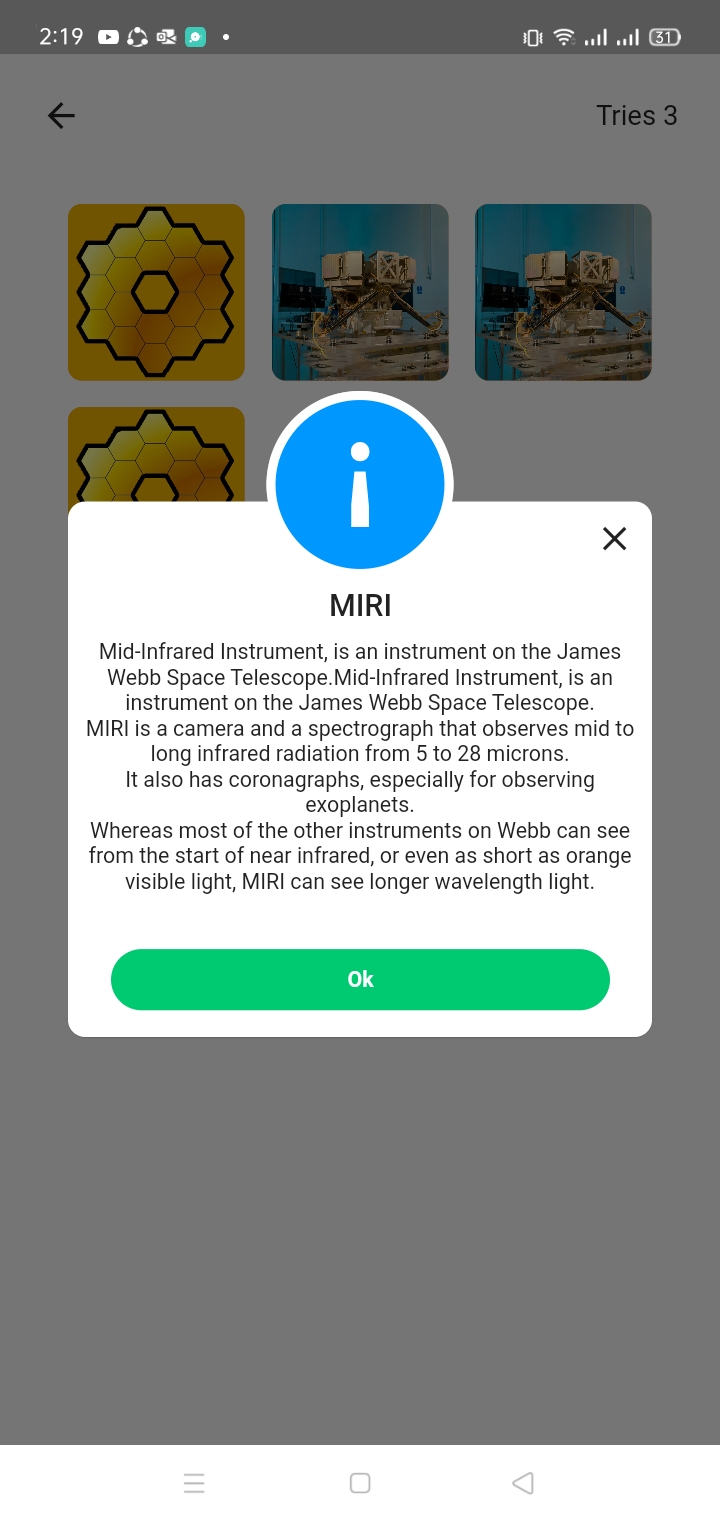 2:19
31
Tries 3
MIRI
Mid-Infrared Instrument, is an instrument on the James
Webb Space Telescope.Mid-Infrared Instrument, is an
instrument on the James Webb Space Telescope.
MIRI is a camera and a spectrograph that observes mid to
long infrared radiation from 5 to 28 microns.
It also has coronagraphs, especially for observing
exoplanets.
Whereas most of the other instruments on Webb can see
from the start of near infrared, or even as short as orange
visible light, MIRI can see longer wavelength light.
Ok